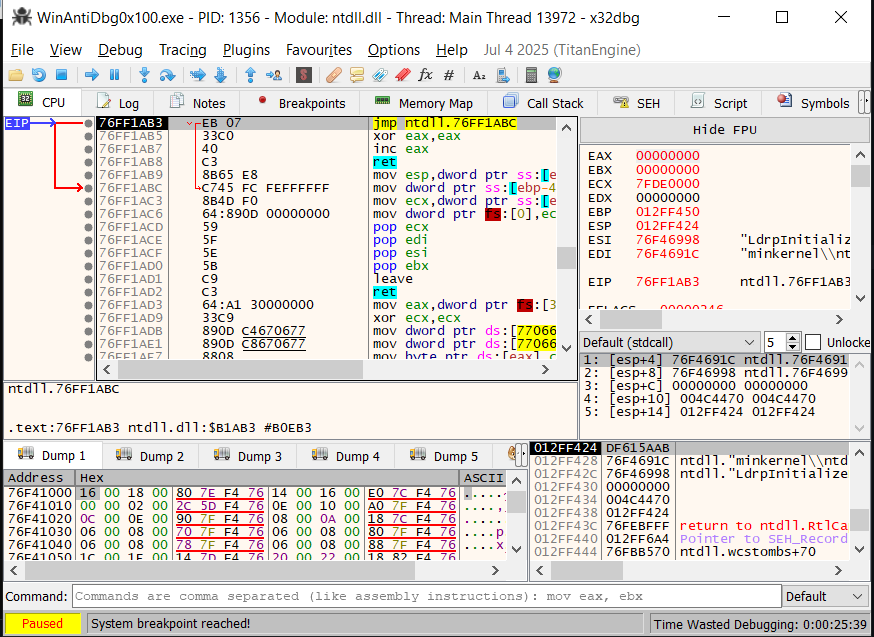 WinAntiDbg0x100.exe - PID: 1356 - Module: ntdll.dll - Thread: Main Thread 13972 - x32dbg
File View Debug Tracing Plugins Favourites Options Help Jul 4 2025 (TitanEngine)
CPU Log Notes Breakpoints Memory Map Call Stack SEH Script Symbols
EIP 76FF1AB3 EB 07 jmp ntdll.76FF1ABC
76FF1AB5 33C0 xor eax,eax
76FF1AB7 40 inc eax
76FF1AB8 C3 ret
76FF1AB9 8B65 E8 mov esp,dword ptr ss:[e
76FF1ABC C745 FC FEFFFFFF mov dword ptr ss:[ebp-4
76FF1AC3 8B4D F0 mov ecx,dword ptr ss:[e
76FF1AC6 64:890D 00000000 mov dword ptr fs:[0],ec
76FF1ACD 59 pop ecx
76FF1ACE 5F pop edi
76FF1ACF 5E pop esi
76FF1AD0 5B pop ebx
76FF1AD1 C9 leave
76FF1AD2 C3 ret
76FF1AD3 64:A1 30000000 mov eax,dword ptr fs:[3
76FF1AD9 33C9 xor ecx,ecx
76FF1ADB 890D C4670677 mov dword ptr ds:[77066
76FF1AE1 890D C8670677 mov dword ptr ds:[77066
76FF1AE7 8808 mov byte ptr ds:[eax],c
Hide FPU
EAX 00000000
EBX 00000000
ECX 7FDE0000
EDX 00000000
EBP 012FF450
ESP 012FF424
ESI 76F46998 "LdrpInitializ
EDI 76F4691C "minkernel\\nt
EIP 76FF1AB3 ntdll.76FF1AB3
EFLAGS 00000246
Default (stdcall) 5 Unlocke
1: [esp+4] 76F4691C ntdll.76F4691
2: [esp+8] 76F46998 ntdll.76F4699
3: [esp+C] 00000000 00000000
4: [esp+10] 004C4470 004C4470
5: [esp+14] 012FF424 012FF424
ntdll.76FF1ABC
.text:76FF1AB3 ntdll.dll:$B1AB3 #B0EB3
Dump 1 Dump 2 Dump 3 Dump 4 Dump 5
Address Hex ASCII
76F41000 16 00 18 00 80 7E F4 76 14 00 16 00 E0 7C F4 76
76F41010 00 00 02 00 2C 5D F4 76 0E 00 10 00 A0 7F F4 76
76F41020 0C 00 0E 00 90 7F F4 76 08 00 0A 00 18 7C F4 76
76F41030 06 00 08 00 70 7F F4 76 06 00 08 00 80 7F F4 76 ....p
76F41040 06 00 08 00 78 7F F4 76 06 00 08 00 88 7F F4 76 ....x
76F41050 1C 00 1E 00 14 7D F4 76 20 00 22 00 18 82 F4 76
012FF424 DF615AAB
012FF428 76F4691C ntdll."minkernel\\ntd
012FF42C 76F46998 ntdll."LdrpInitialize
012FF430 00000000
012FF434 004C4470
012FF438 012FF424
012FF43C 76FEBFFF return to ntdll.RtlCa
012FF440 012FF6A4 Pointer to SEH_Record
012FF444 76FBB570 ntdll.wcstombs+70
Command: Commands are comma separated (like assembly instructions): mov eax, ebx Default
Paused System breakpoint reached! Time Wasted Debugging: 0:00:25:39